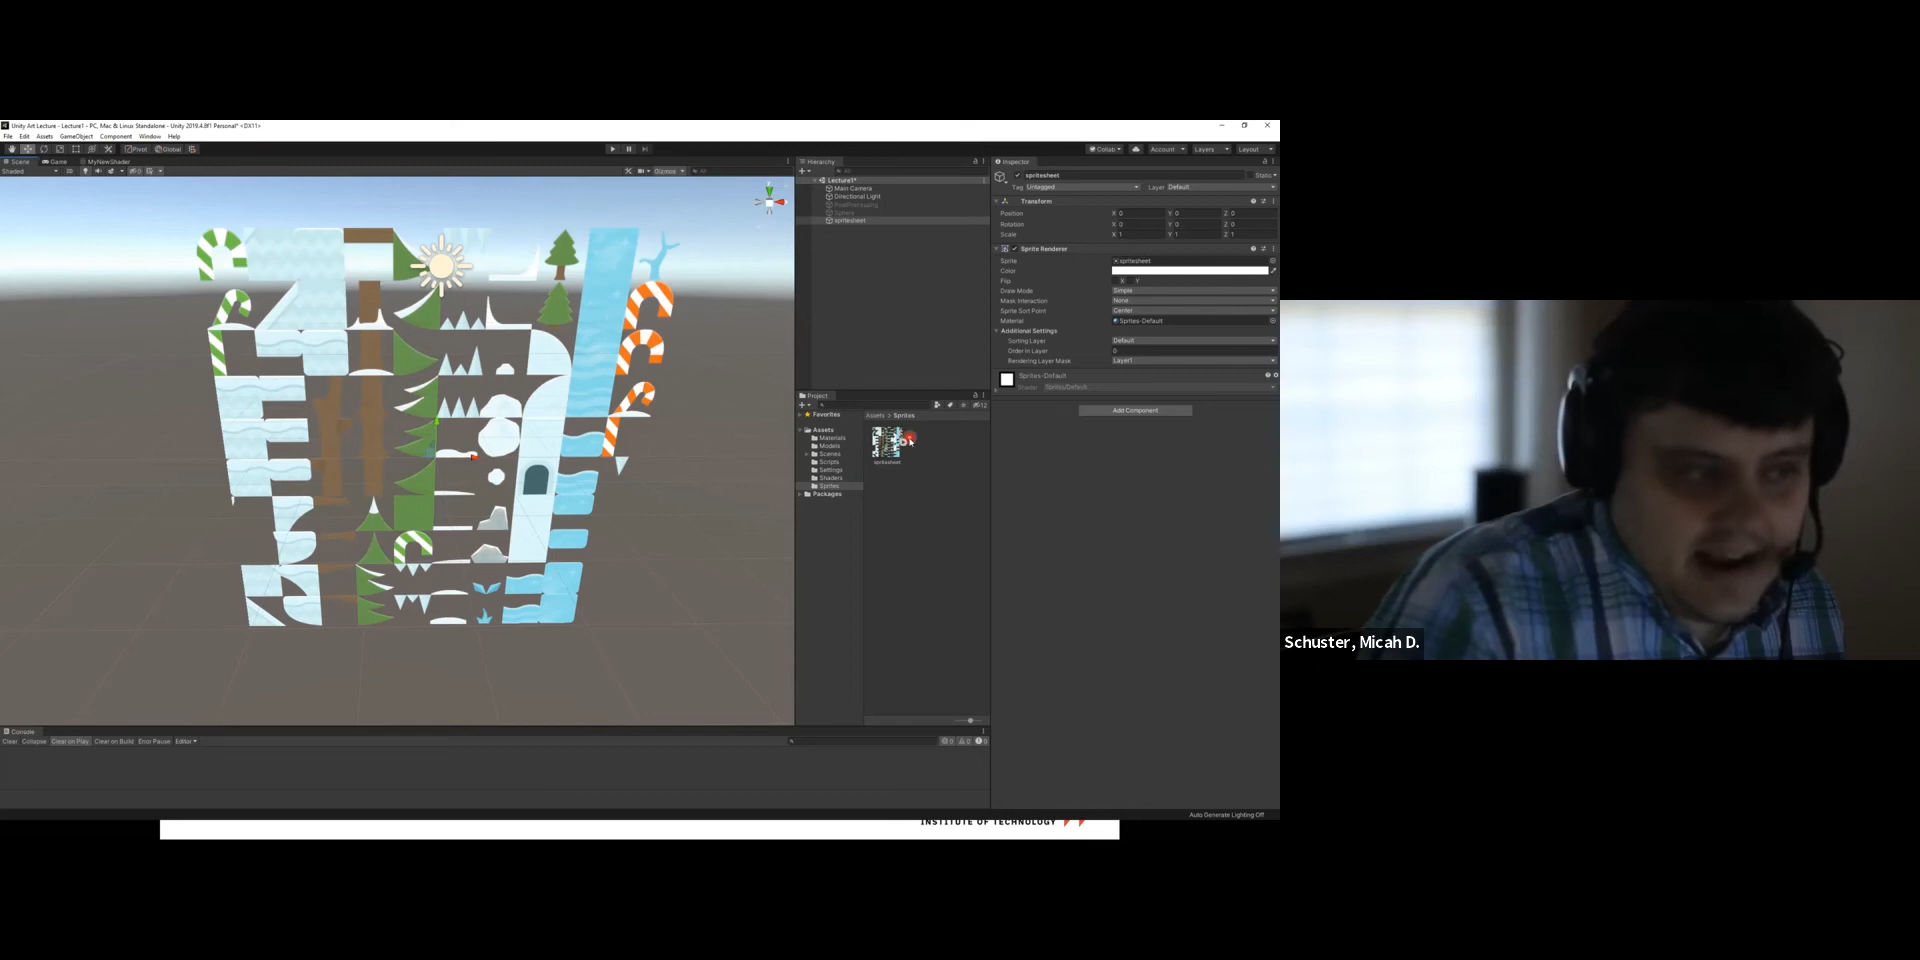 Unity Art Lecture - Lecture1 - PC, Mac & Linux Standalone - Unity 2019.4.8f1 Personal* <DX11>
File Edit Assets GameObject Component Window Help
Pivot Global Collab Account Layers Layout
Scene Game MyNewShader
Shaded 2D Gizmos All
Hierarchy
All
Lecture1*
Main Camera
Directional Light
PostProcessing
Sphere
spritesheet
Project
12
Favorites
Assets
Materials
Models
Scenes
Scripts
Settings
Shaders
Sprites
Packages
Assets > Sprites
spritesheet
Inspector
spritesheet Static
Tag Untagged Layer Default
Transform
Position X 0 Y 0 Z 0
Rotation X 0 Y 0 Z 0
Scale X 1 Y 1 Z 1
Sprite Renderer
Sprite spritesheet
Color
Flip X Y
Draw Mode Simple
Mask Interaction None
Sprite Sort Point Center
Material Sprites-Default
Additional Settings
Sorting Layer Default
Order in Layer 0
Rendering Layer Mask Layer1
Sprites-Default
Shader Sprites/Default
Add Component
Console
Clear Collapse Clear on Play Clear on Build Error Pause Editor 0 0 0
Auto Generate Lighting Off
INSTITUTE OF TECHNOLOGY
Schuster, Micah D.